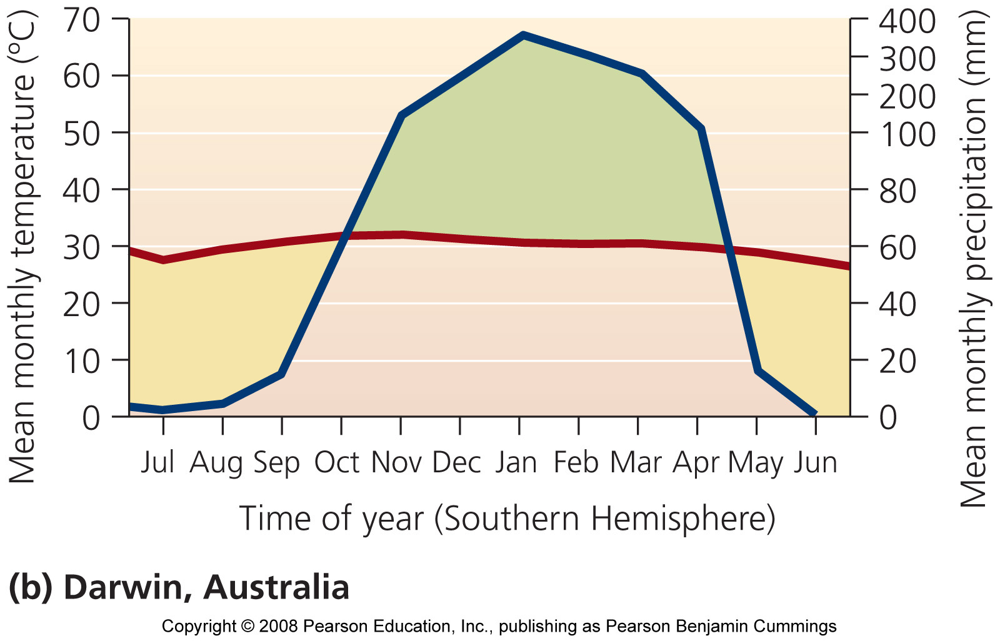 Mean monthly temperature (°C)
70
60
50
40
30
20
10
0
400
300
200
100
80
60
40
20
0
Mean monthly precipitation (mm)
Jul Aug Sep Oct Nov Dec Jan Feb Mar Apr May Jun
Time of year (Southern Hemisphere)
(b) Darwin, Australia
Copyright © 2008 Pearson Education, Inc., publishing as Pearson Benjamin Cummings